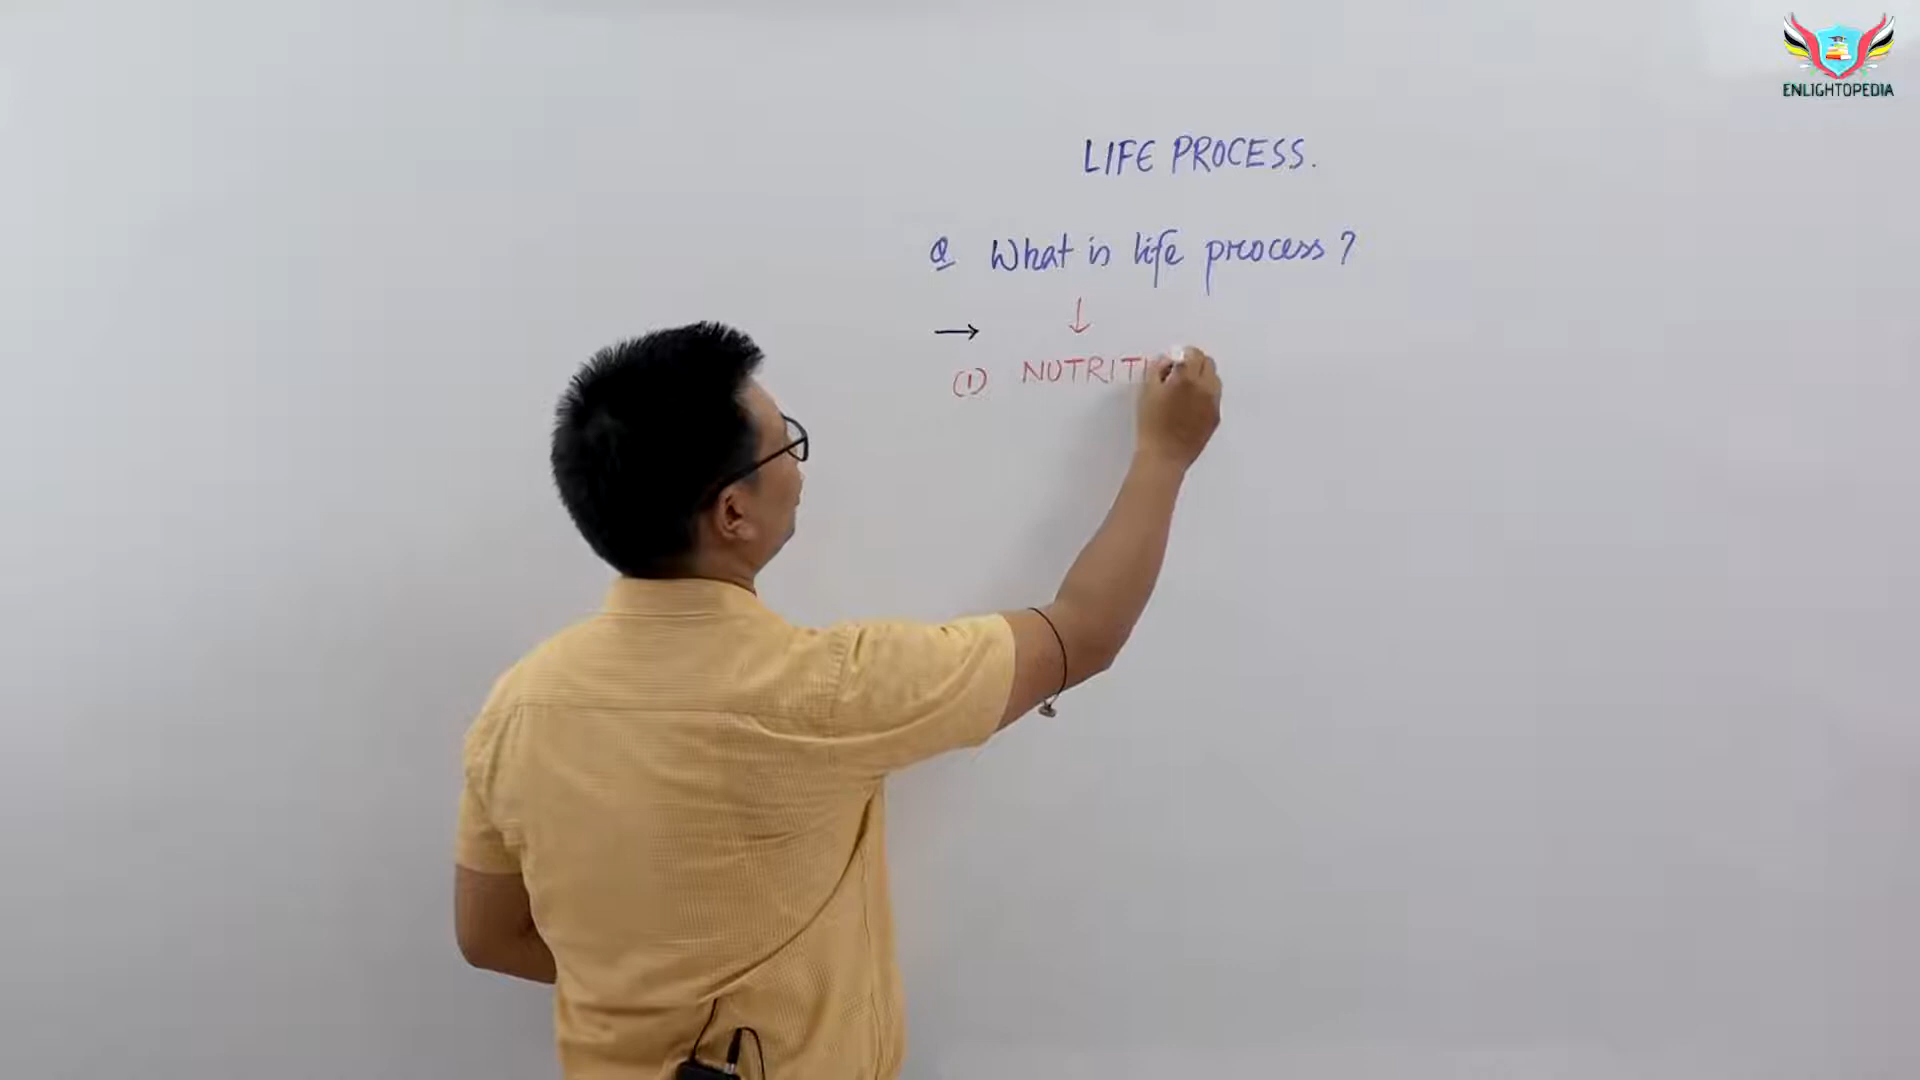 ENLIGHTOPEDIA
LIFE PROCESS.
Q What is life process?
(1) NUTRITI